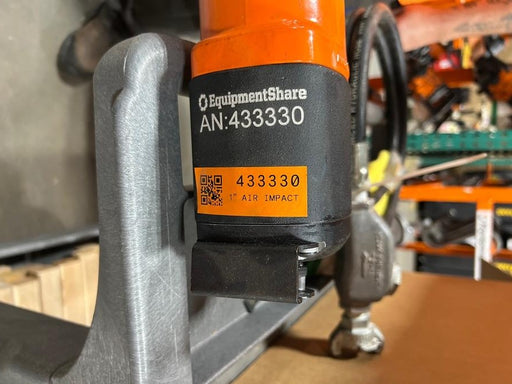 EquipmentShare
AN:433330
433330
1" AIR IMPACT